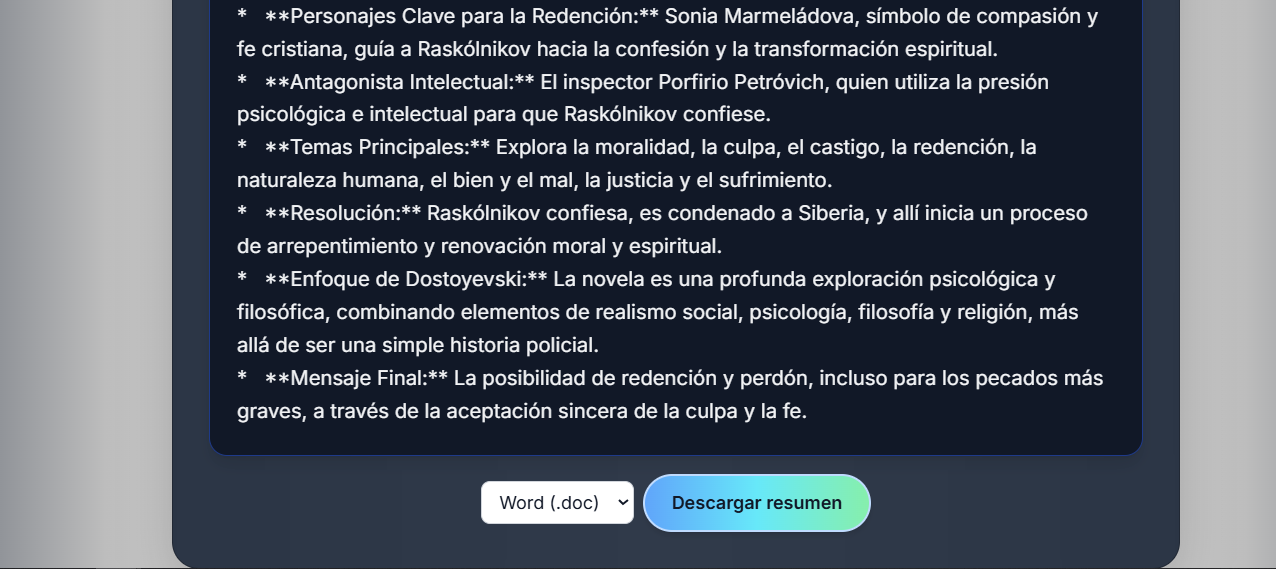 *   **Personajes Clave para la Redención:** Sonia Marmeládova, símbolo de compasión y
fe cristiana, guía a Raskólnikov hacia la confesión y la transformación espiritual.
*   **Antagonista Intelectual:** El inspector Porfirio Petróvich, quien utiliza la presión
psicológica e intelectual para que Raskólnikov confiese.
*   **Temas Principales:** Explora la moralidad, la culpa, el castigo, la redención, la
naturaleza humana, el bien y el mal, la justicia y el sufrimiento.
*   **Resolución:** Raskólnikov confiesa, es condenado a Siberia, y allí inicia un proceso
de arrepentimiento y renovación moral y espiritual.
*   **Enfoque de Dostoyevski:** La novela es una profunda exploración psicológica y
filosófica, combinando elementos de realismo social, psicología, filosofía y religión, más
allá de ser una simple historia policial.
*   **Mensaje Final:** La posibilidad de redención y perdón, incluso para los pecados más
graves, a través de la aceptación sincera de la culpa y la fe.
Word (.doc) Descargar resumen